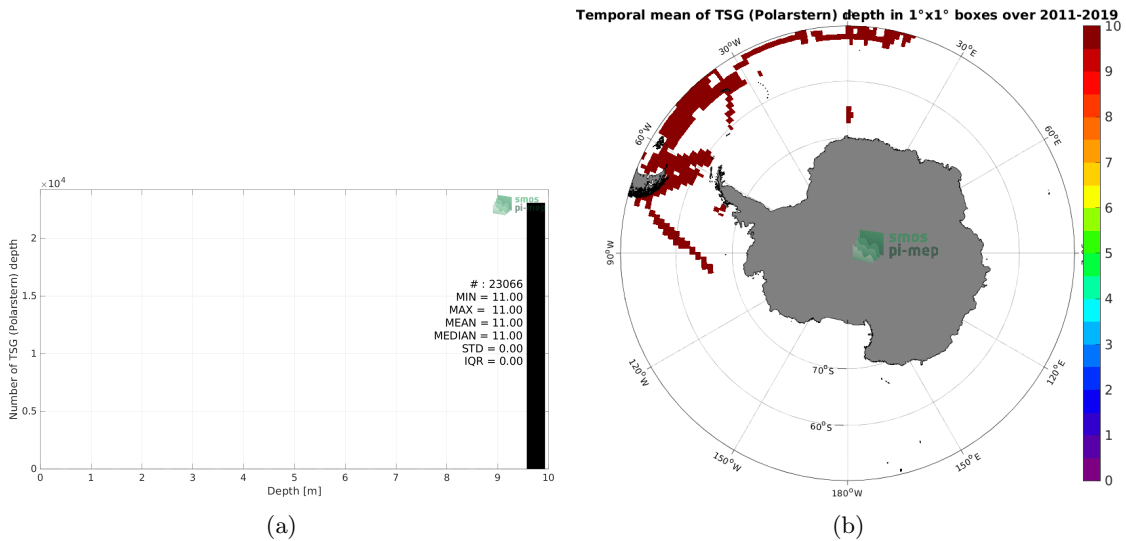 Temporal mean of TSG (Polarstern) depth in 1°x1° boxes over 2011-2019
×10⁴
2
1.5
1
0.5
0
Number of TSG (Polarstern) depth
smos
pi-mep
# : 23066
MIN = 11.00
MAX = 11.00
MEAN = 11.00
MEDIAN = 11.00
STD = 0.00
IQR = 0.00
0 1 2 3 4 5 6 7 8 9 10
Depth [m]
(a)
30°W
30°E
60°W
60°E
90°W
120°W
120°E
150°W
150°E
180°W
70°S
60°S
smos
pi-mep
10
9
8
7
6
5
4
3
2
1
0
(b)